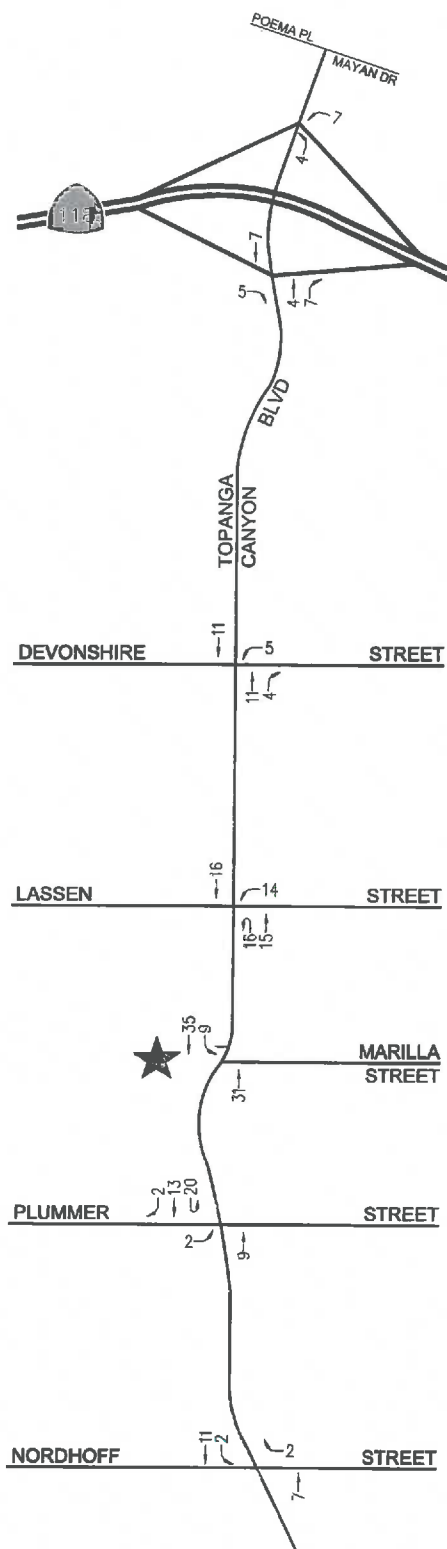 POEMA PL
MAYAN DR
7
4
118
7
5
4
7
BLVD
TOPANGA
CANYON
11
5
DEVONSHIRE STREET
11
4
16
14
LASSEN STREET
16
15
35
9
MARILLA
STREET
31
2
13
20
PLUMMER STREET
2
9
11
2
2
NORDHOFF STREET
7